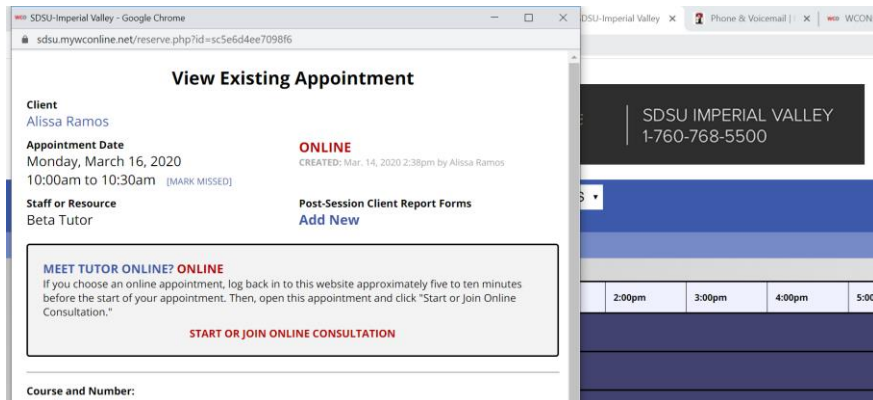 SDSU-Imperial Valley - Google Chrome
DSU-Imperial Valley
Phone & Voicemail |
WCON
sdsu.mywconline.net/reserve.php?id=sc5e6d4ee7098f6
View Existing Appointment
Client
Alissa Ramos
Appointment Date
Monday, March 16, 2020
10:00am to 10:30am [MARK MISSED]
ONLINE
CREATED: Mar. 14, 2020 2:38pm by Alissa Ramos
Staff or Resource
Beta Tutor
Post-Session Client Report Forms
Add New
MEET TUTOR ONLINE? ONLINE
If you choose an online appointment, log back in to this website approximately five to ten minutes
before the start of your appointment. Then, open this appointment and click "Start or Join Online
Consultation."
START OR JOIN ONLINE CONSULTATION
Course and Number:
SDSU IMPERIAL VALLEY
1-760-768-5500
2:00pm 3:00pm 4:00pm 5:00